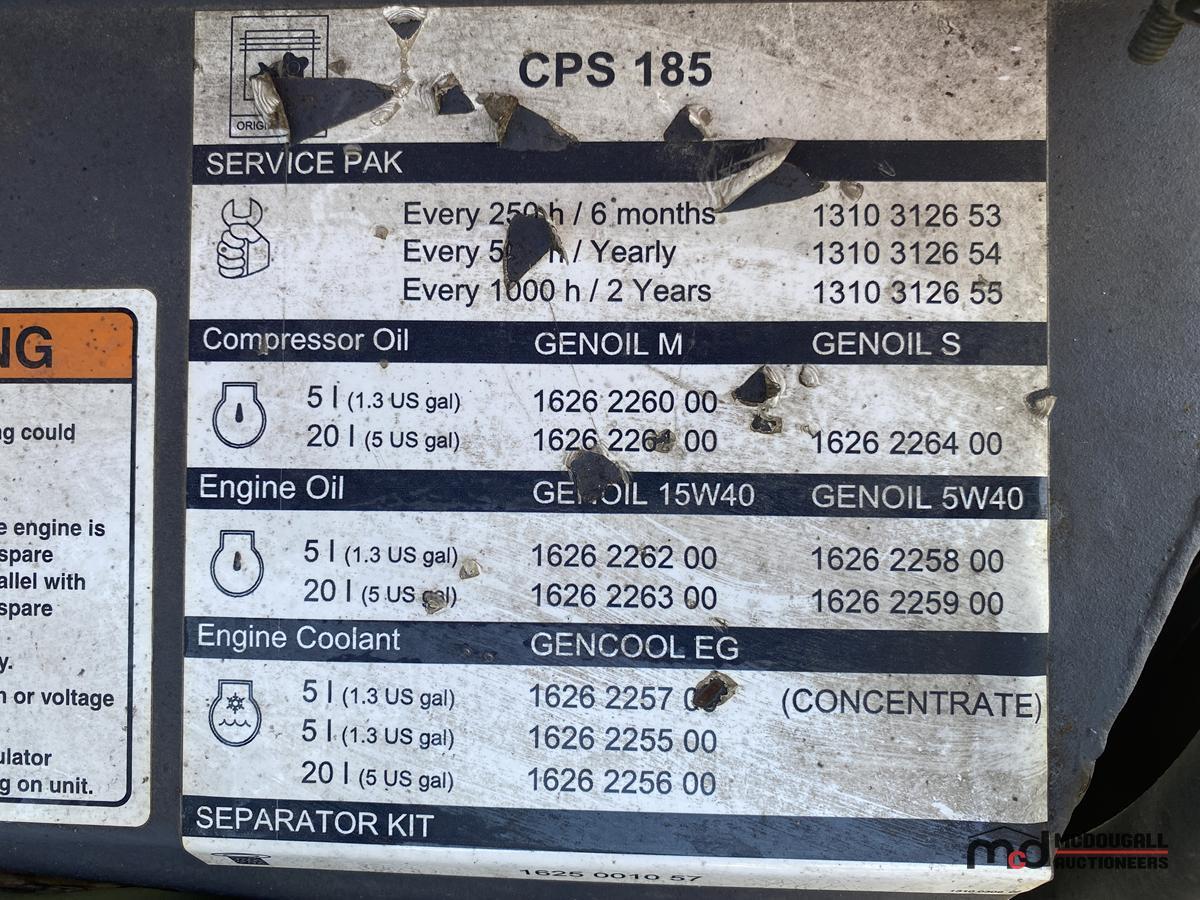 CPS 185
SERVICE PAK
Every 250 h / 6 months 1310 3126 53
Every h / Yearly 1310 3126 54
Every 1000 h / 2 Years 1310 3126 55
Compressor Oil GENOIL M GENOIL S
5 l (1.3 US gal) 1626 2260 00
20 l (5 US gal) 1626 00 1626 2264 00
Engine Oil GENOIL 15W40 GENOIL 5W40
5 l (1.3 US gal) 1626 2262 00 1626 2258 00
20 l (5 US gal) 1626 2263 00 1626 2259 00
Engine Coolant GENCOOL EG
5 l (1.3 US gal) 1626 2257 (CONCENTRATE)
5 l (1.3 US gal) 1626 2255 00
20 l (5 US gal) 1626 2256 00
SEPARATOR KIT
1625 0010 57
NG
ng could
e engine is
spare
allel with
spare
y.
n or voltage
ulator
g on unit.
mcd MCDOUGALL
AUCTIONEERS